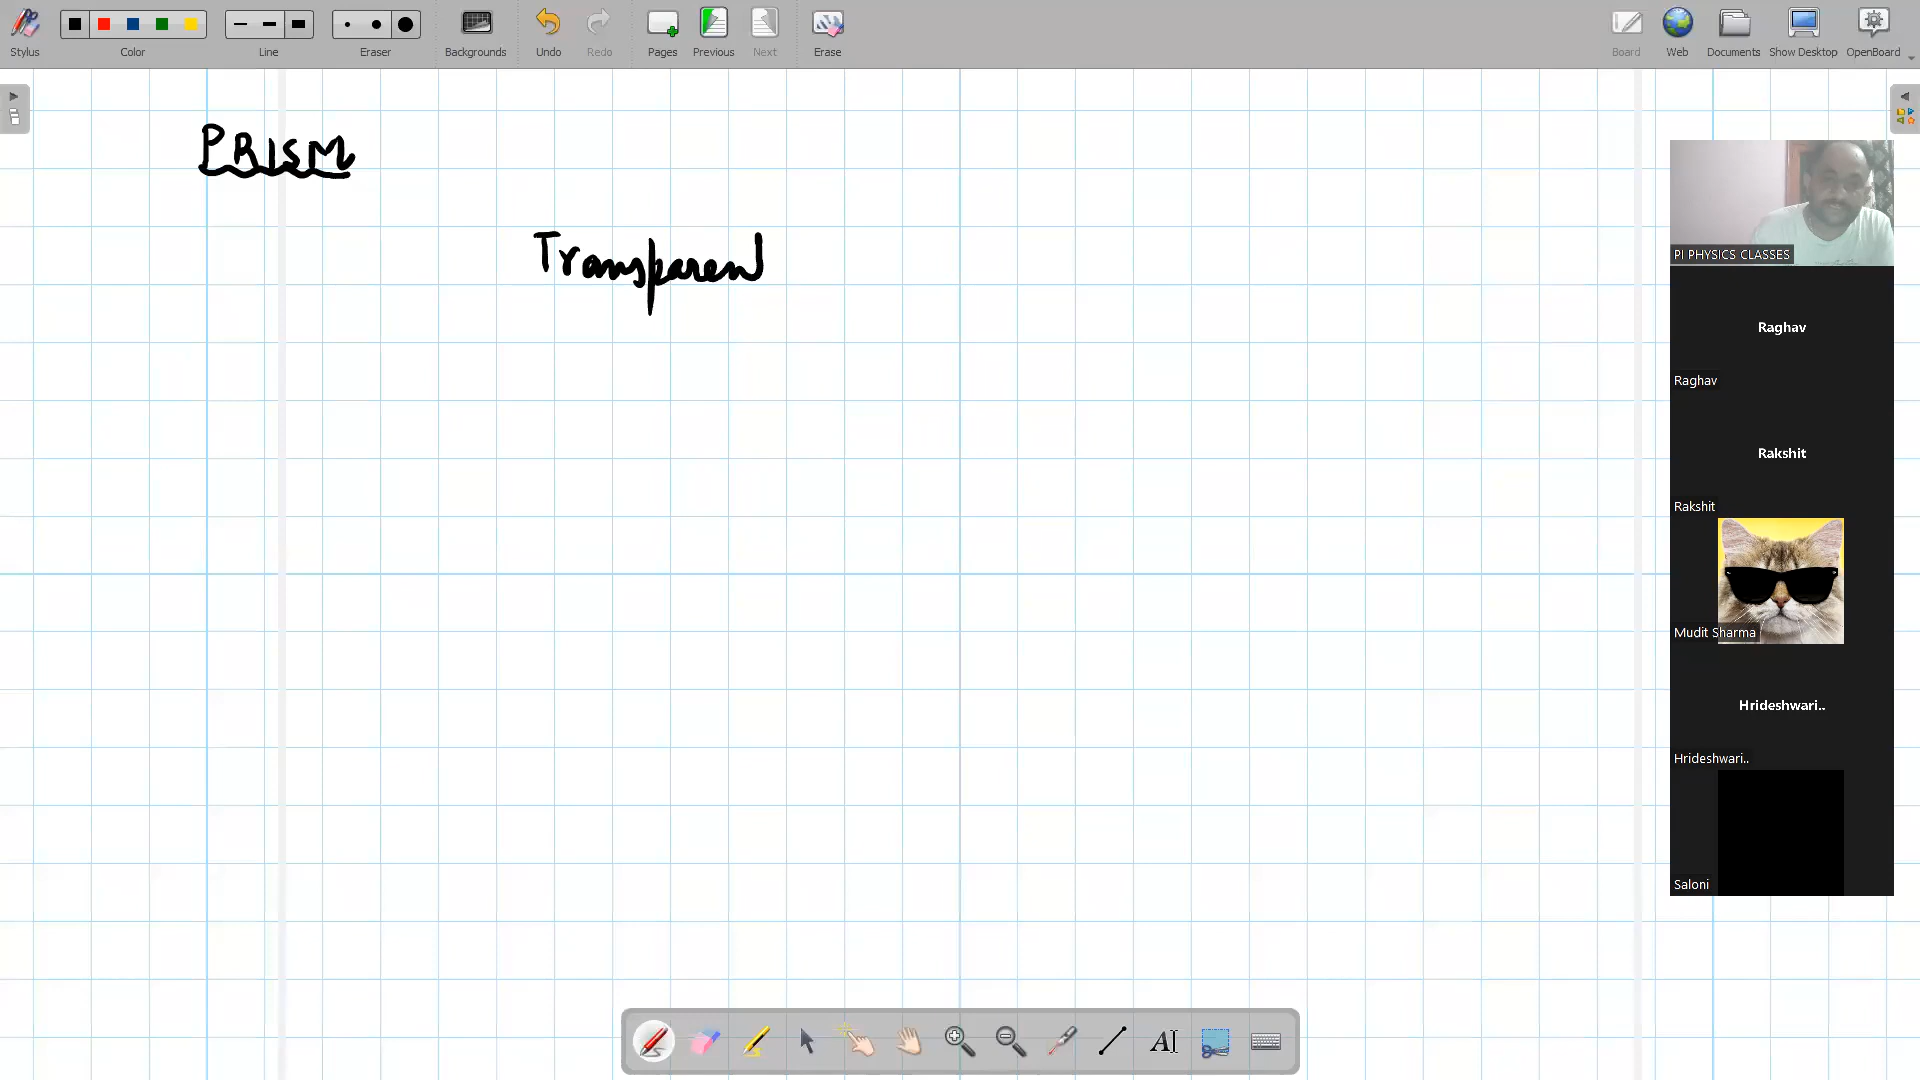 Stylus
Color
Line
Eraser
Backgrounds
Undo
Redo
Pages
Previous
Next
Erase
Board
Web
Documents
Show Desktop
OpenBoard
PRISM
Transparent
PI PHYSICS CLASSES
Raghav
Raghav
Rakshit
Rakshit
Mudit Sharma
Hrideshwari..
Hrideshwari..
Saloni